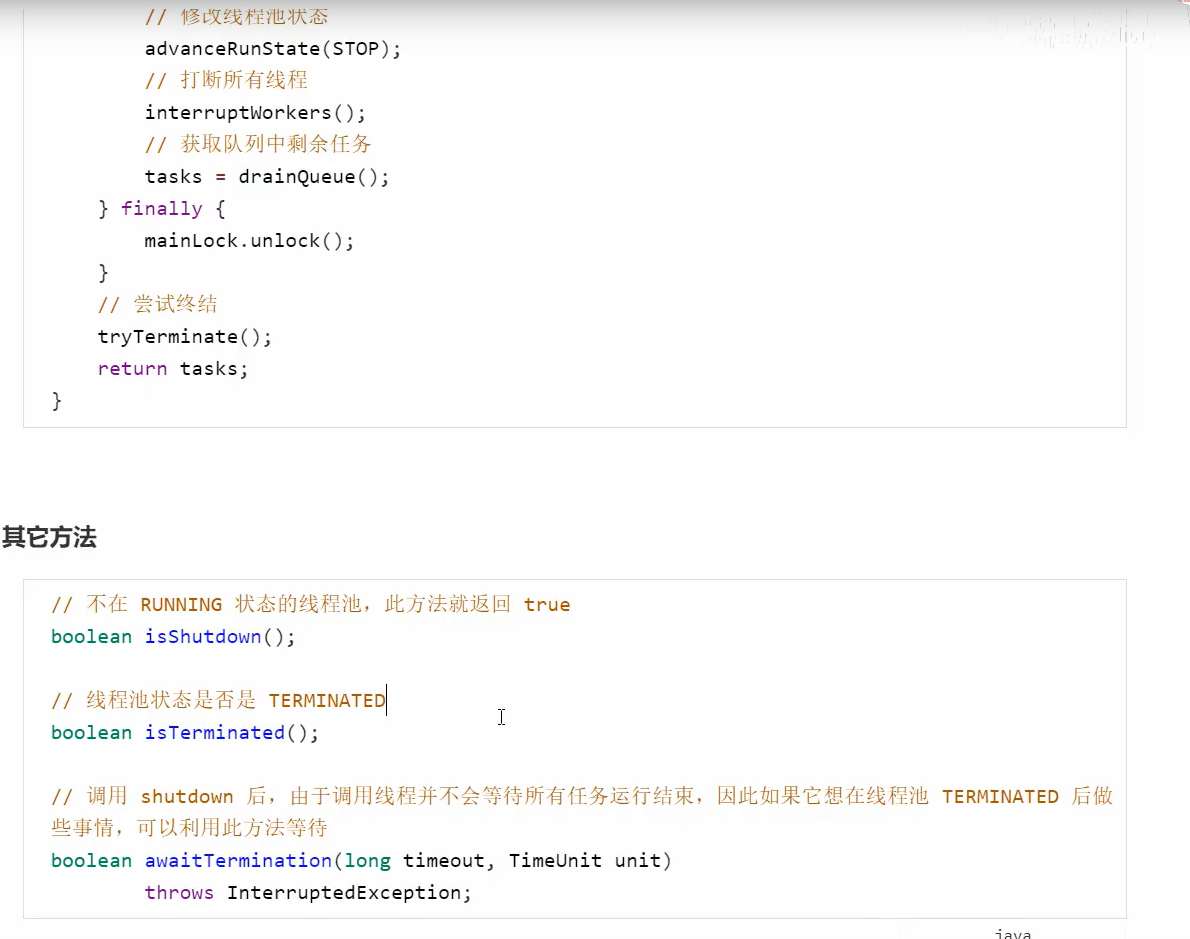 // 修改线程池状态
advanceRunState(STOP);
// 打断所有线程
interruptWorkers();
// 获取队列中剩余任务
tasks = drainQueue();
} finally {
mainLock.unlock();
}
// 尝试终结
tryTerminate();
return tasks;
}
其它方法
// 不在 RUNNING 状态的线程池，此方法就返回 true
boolean isShutdown();
// 线程池状态是否是 TERMINATED
boolean isTerminated();
// 调用 shutdown 后，由于调用线程并不会等待所有任务运行结束，因此如果它想在线程池 TERMINATED 后做
些事情，可以利用此方法等待
boolean awaitTermination(long timeout, TimeUnit unit)
throws InterruptedException;
java